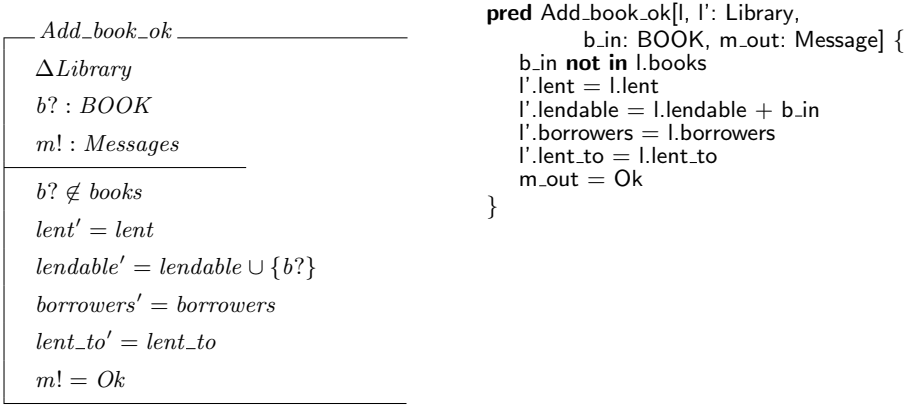 Add_book_ok
ΔLibrary
b? : BOOK
m! : Messages
b? ∉ books
lent′ = lent
lendable′ = lendable ∪ {b?}
borrowers′ = borrowers
lent_to′ = lent_to
m! = Ok
pred Add_book_ok[l, l': Library,
b_in: BOOK, m_out: Message] {
b_in not in l.books
l'.lent = l.lent
l'.lendable = l.lendable + b_in
l'.borrowers = l.borrowers
l'.lent_to = l.lent_to
m_out = Ok
}